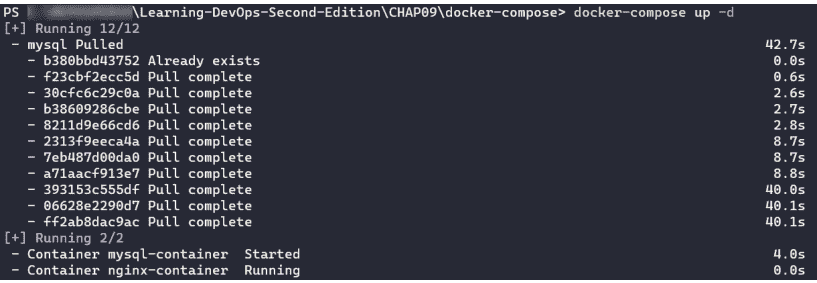 PS \Learning-DevOps-Second-Edition\CHAP09\docker-compose> docker-compose up -d
[+] Running 12/12
- mysql Pulled 42.7s
- b380bbd43752 Already exists 0.0s
- f23cbf2ecc5d Pull complete 0.6s
- 30cfc6c29c0a Pull complete 2.6s
- b38609286cbe Pull complete 2.7s
- 8211d9e66cd6 Pull complete 2.8s
- 2313f9eeca4a Pull complete 8.7s
- 7eb487d00da0 Pull complete 8.7s
- a71aacf913e7 Pull complete 8.8s
- 393153c555df Pull complete 40.0s
- 06628e2290d7 Pull complete 40.1s
- ff2ab8dac9ac Pull complete 40.1s
[+] Running 2/2
- Container mysql-container Started 4.0s
- Container nginx-container Running 0.0s